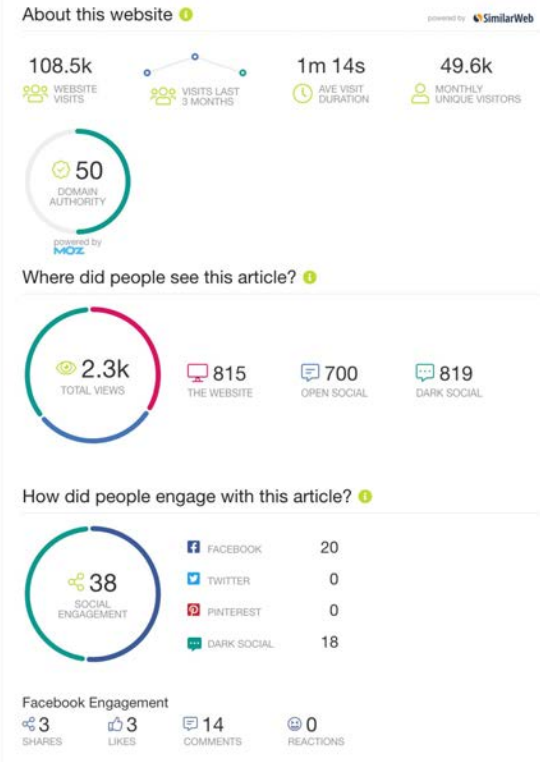 About this website i
powered by SimilarWeb
108.5k
WEBSITE
VISITS
VISITS LAST
3 MONTHS
1m 14s
AVE VISIT
DURATION
49.6k
MONTHLY
UNIQUE VISITORS
50
DOMAIN
AUTHORITY
powered by
MOZ
Where did people see this article? i
2.3k
TOTAL VIEWS
815
THE WEBSITE
700
OPEN SOCIAL
819
DARK SOCIAL
How did people engage with this article? i
38
SOCIAL
ENGAGEMENT
FACEBOOK 20
TWITTER 0
PINTEREST 0
DARK SOCIAL 18
Facebook Engagement
3
SHARES
3
LIKES
14
COMMENTS
0
REACTIONS